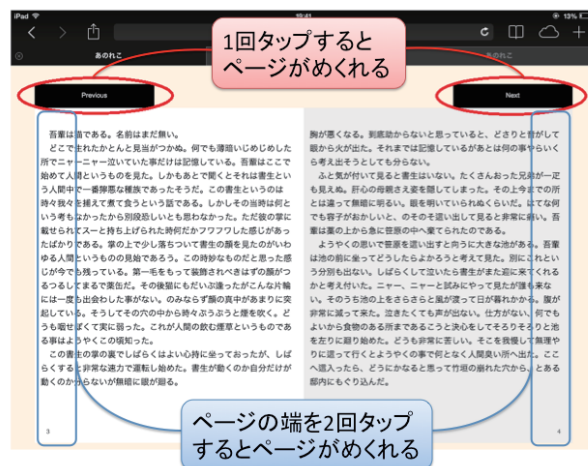 iPad
19:41
13%
1回タップすると
ページがめくれる
あのれこ
あのれこ
Previous
Next
吾輩は猫である。名前はまだ無い。
どこで生れたかとんと見当がつかぬ。何でも薄暗いじめじめした
所でニャーニャー泣いていた事だけは記憶している。吾輩はここで
始めて人間というものを見た。しかもあとで聞くとそれは書生とい
う人間中で一番獰悪な種族であったそうだ。この書生というのは
時々我々を捕えて煮て食うという話である。しかしその当時は何と
いう考もなかったから別段恐しいとも思わなかった。ただ彼の掌に
載せられてスーと持ち上げられた時何だかフワフワした感じがあっ
たばかりである。掌の上で少し落ちついて書生の顔を見たのがいわ
ゆる人間というものの見始であろう。この時妙なものだと思った感
じが今でも残っている。第一毛をもって装飾されべきはずの顔がつ
るつるしてまるで薬缶だ。その後猫にもだいぶ逢ったがこんな片輪
には一度も出会わした事がない。のみならず顔の真中があまりに突
起している。そうしてその穴の中から時々ぷうぷうと煙を吹く。ど
うも咽せぽくて実に弱った。これが人間の飲む煙草というものであ
る事はようやくこの頃知った。
この書生の掌の裏でしばらくはよい心持に坐っておったが、しば
らくすると非常な速力で運転し始めた。書生が動くのか自分だけが
動くのか分らないが無暗に眼が廻る。
3
胸が悪くなる。到底助からないと思っていると、どさりと音がして
眼から火が出た。それまでは記憶しているがあとは何の事やらいく
ら考え出そうとしても分らない。
ふと気が付いて見ると書生はいない。たくさんおった兄弟が一疋
も見えぬ。肝心の母親さえ姿を隠してしまった。その上今までの所
とは違って無暗に明るい。眼を明いていられぬくらいだ。はてな何
でも容子がおかしいと、のそのそ這い出して見ると非常に痛い。吾
輩は藁の上から急に笹原の中へ棄てられたのである。
ようやくの思いで笹原を這い出すと向うに大きな池がある。吾輩
は池の前に坐ってどうしたらよかろうと考えて見た。別にこれとい
う分別も出ない。しばらくして泣いたら書生がまた迎に来てくれる
かと考え付いた。ニャー、ニャーと試みにやって見たが誰も来な
い。そのうち池の上をさらさらと風が渡って日が暮れかかる。腹が
非常に減って来た。泣きたくても声が出ない。仕方がない、何でも
よいから食物のある所まであるこうと決心をしてそろりそろりと池
を左りに廻り始めた。どうも非常に苦しい。そこを我慢して無理や
りに這って行くとようやくの事で何となく人間臭い所へ出た。ここ
へ這入ったら、どうにかなると思って竹垣の崩れた穴から、とある
邸内にもぐり込んだ。
4
ページの端を2回タップ
するとページがめくれる